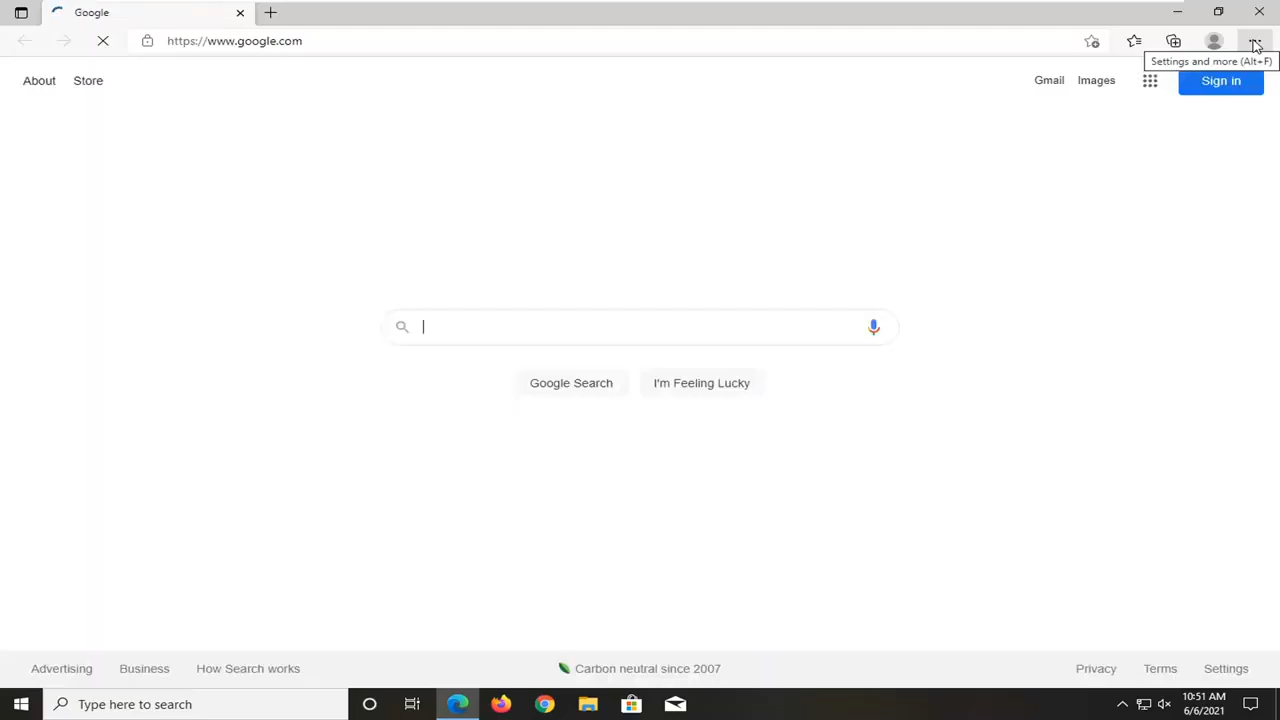 Google
https://www.google.com
Settings and more (Alt+F)
About Store
Gmail Images Sign in
Google Search I'm Feeling Lucky
Advertising Business How Search works Carbon neutral since 2007 Privacy Terms Settings
Type here to search
10:51 AM
6/6/2021